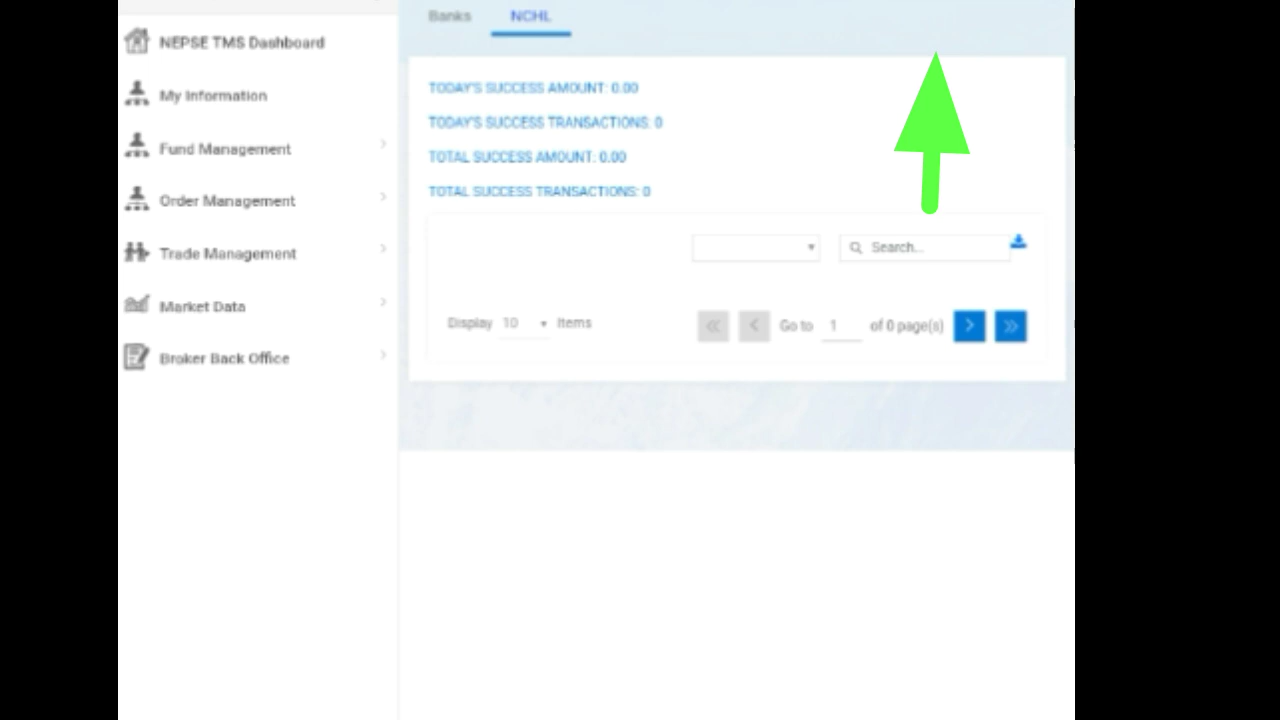 NEPSE TMS Dashboard
My Information
Fund Management
Order Management
Trade Management
Market Data
Broker Back Office
Banks NCHL
TODAY'S SUCCESS AMOUNT: 0.00
TODAY'S SUCCESS TRANSACTIONS: 0
TOTAL SUCCESS AMOUNT: 0.00
TOTAL SUCCESS TRANSACTIONS: 0
Search...
Display 10 Items Go to 1 of 0 page(s)